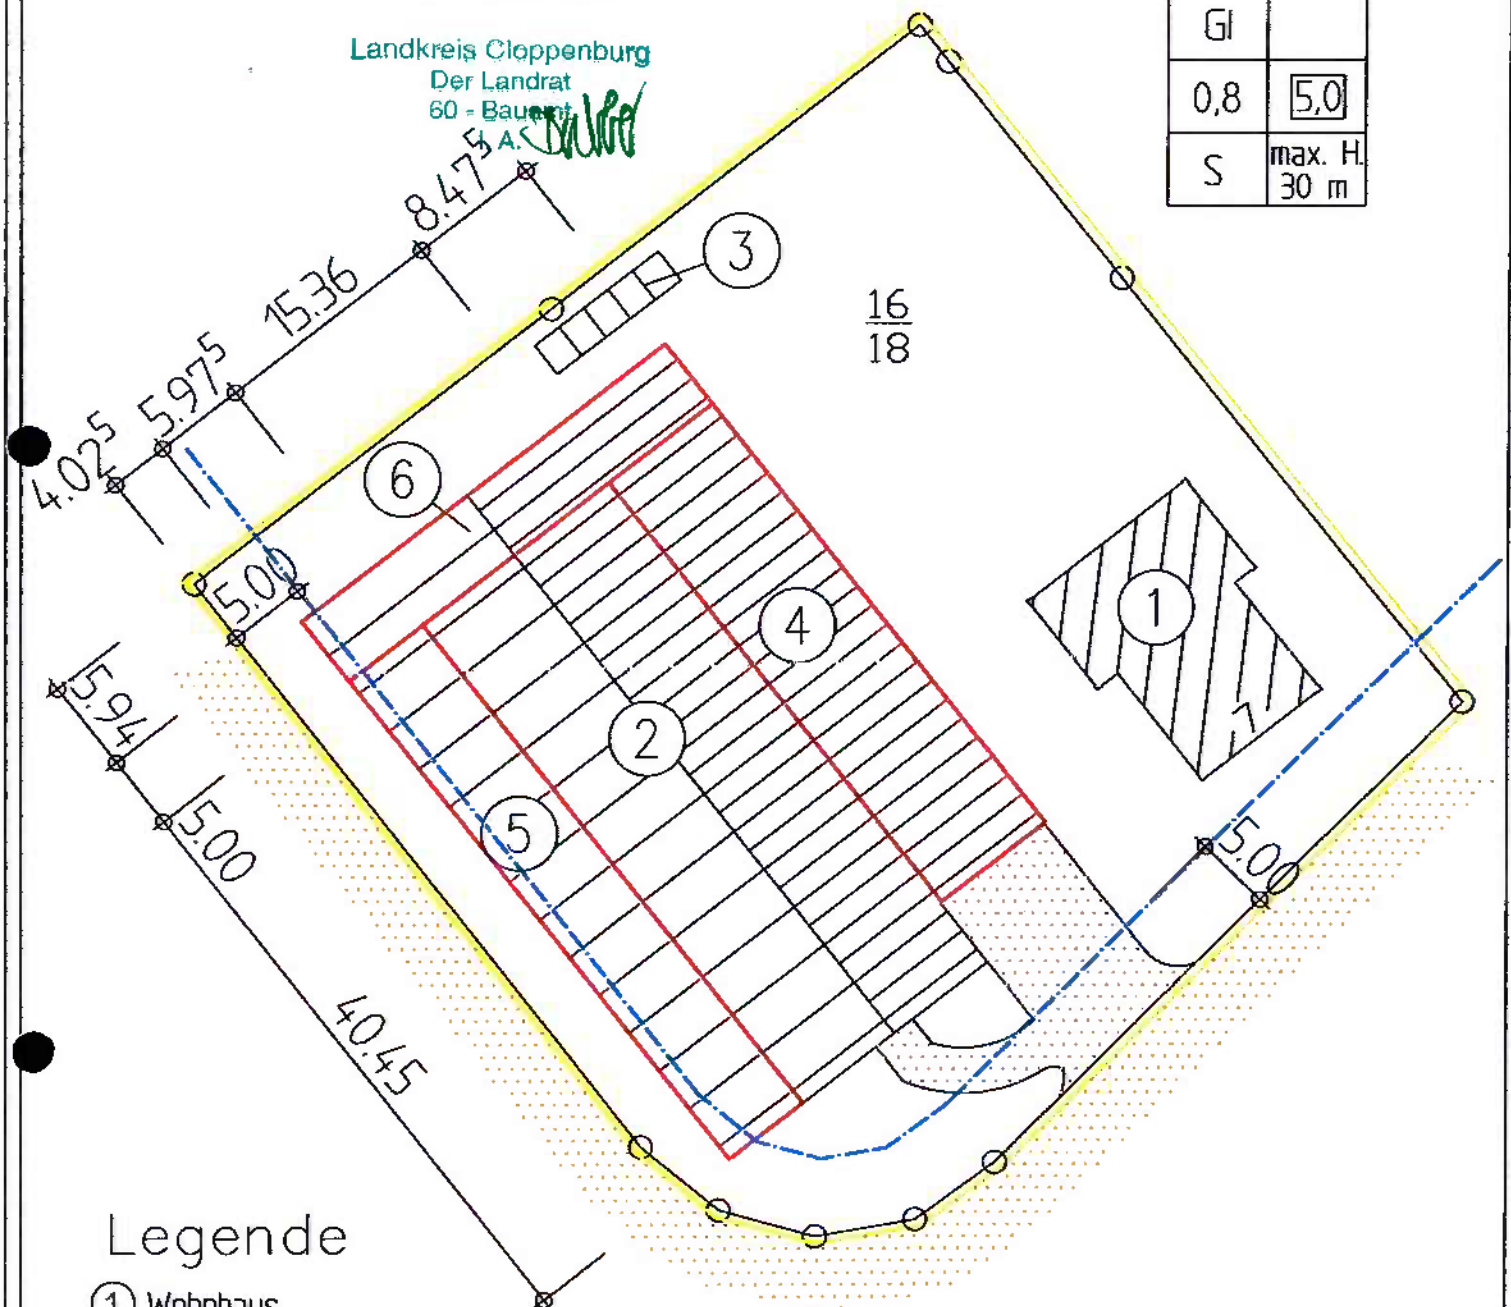 GI
Landkreis Cloppenburg
Der Landrat
60 - Bauamt
I. A.
0,8 5,0
S max. H. 30 m
8.47⁵
15.36
5.97⁵
4.02⁵
3
16
18
6
5.00
1
4
5.94
2
5
5.00
5.00
40.45
Legende
1 Wohnhaus